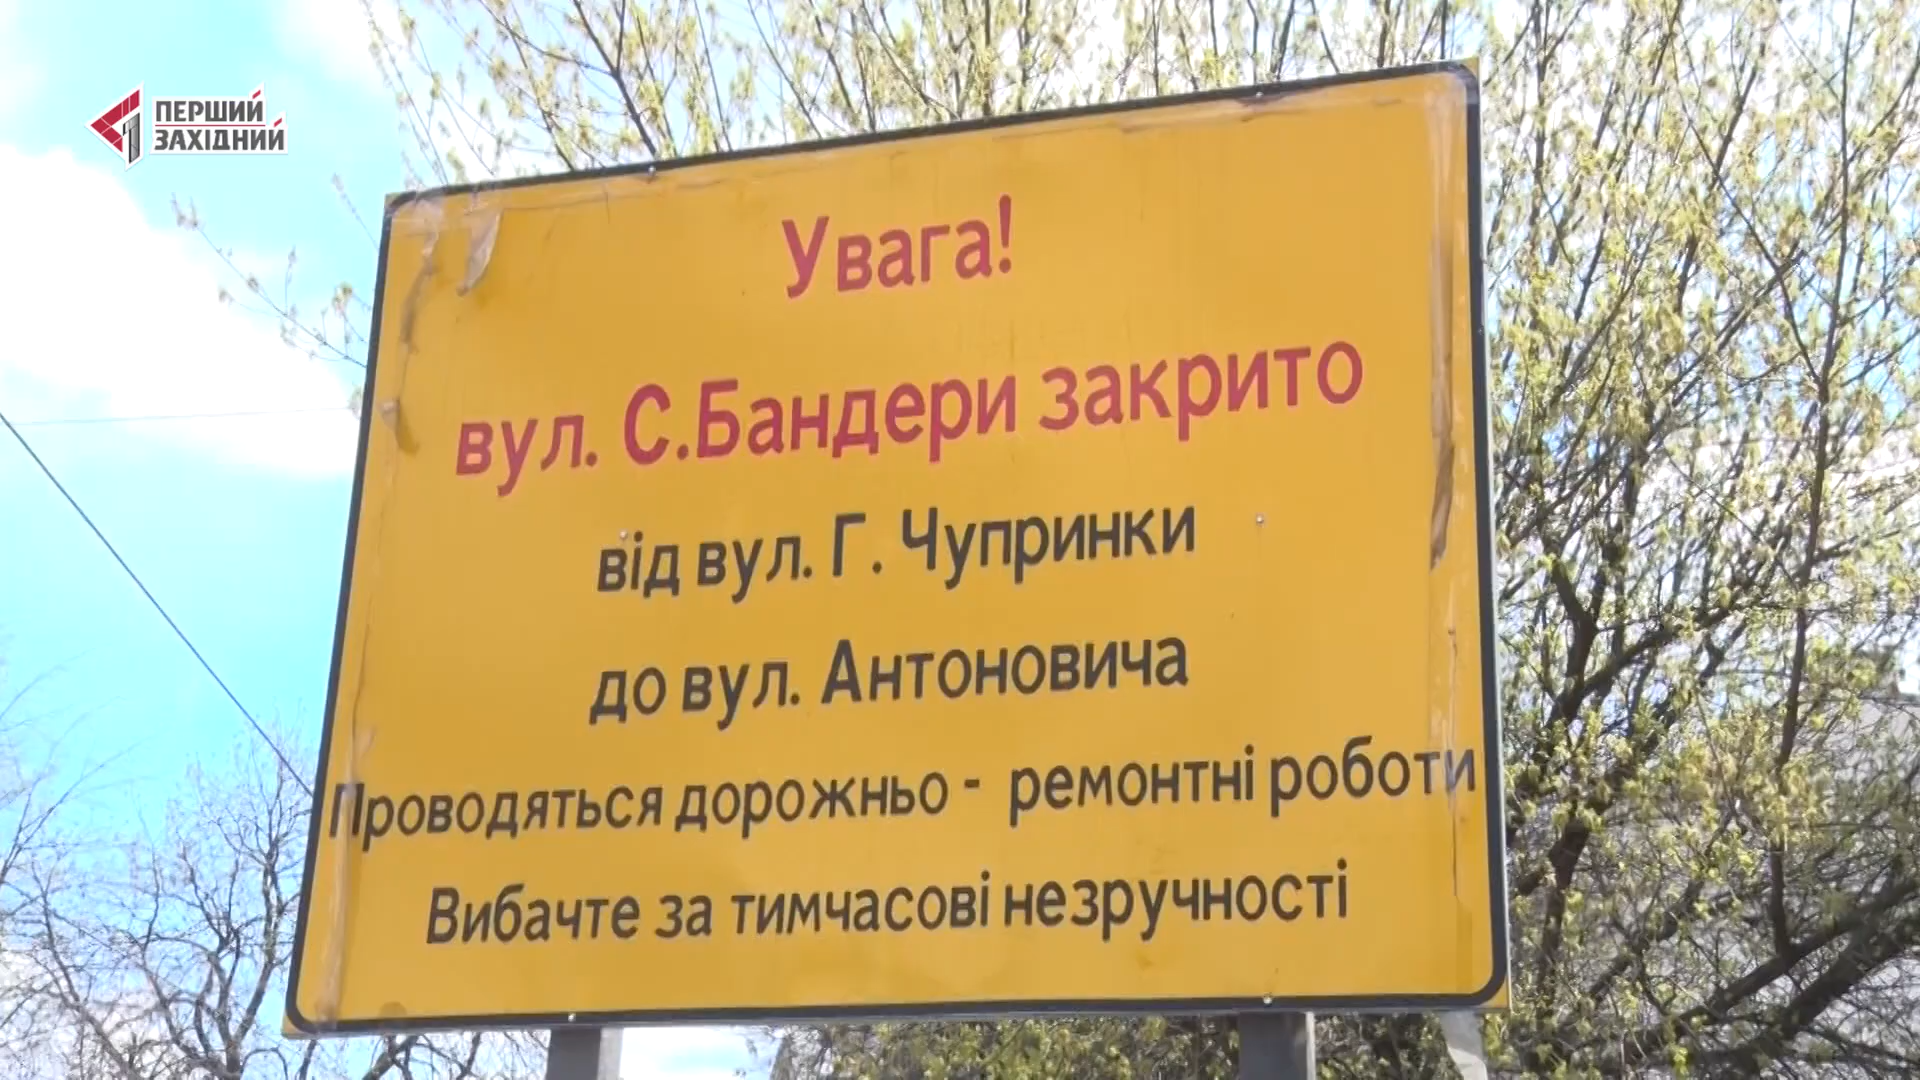 ПЕРШИЙ
ЗАХІДНИЙ
Увага!
вул. С.Бандери закрито
від вул. Г. Чупринки
до вул. Антоновича
Проводяться дорожньо - ремонтні роботи
Вибачте за тимчасові незручності